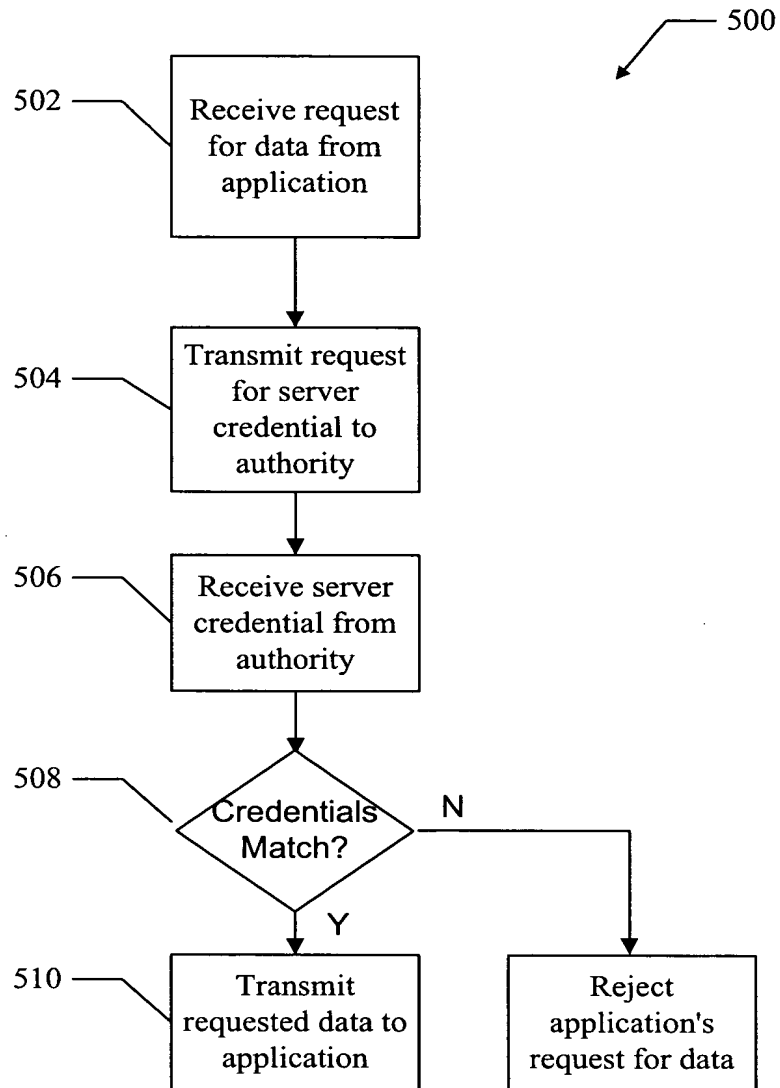 500
502
Receive request
for data from
application
504
Transmit request
for server
credential to
authority
506
Receive server
credential from
authority
508
Credentials
Match?
N
Y
510
Transmit
requested data to
application
Reject
application's
request for data